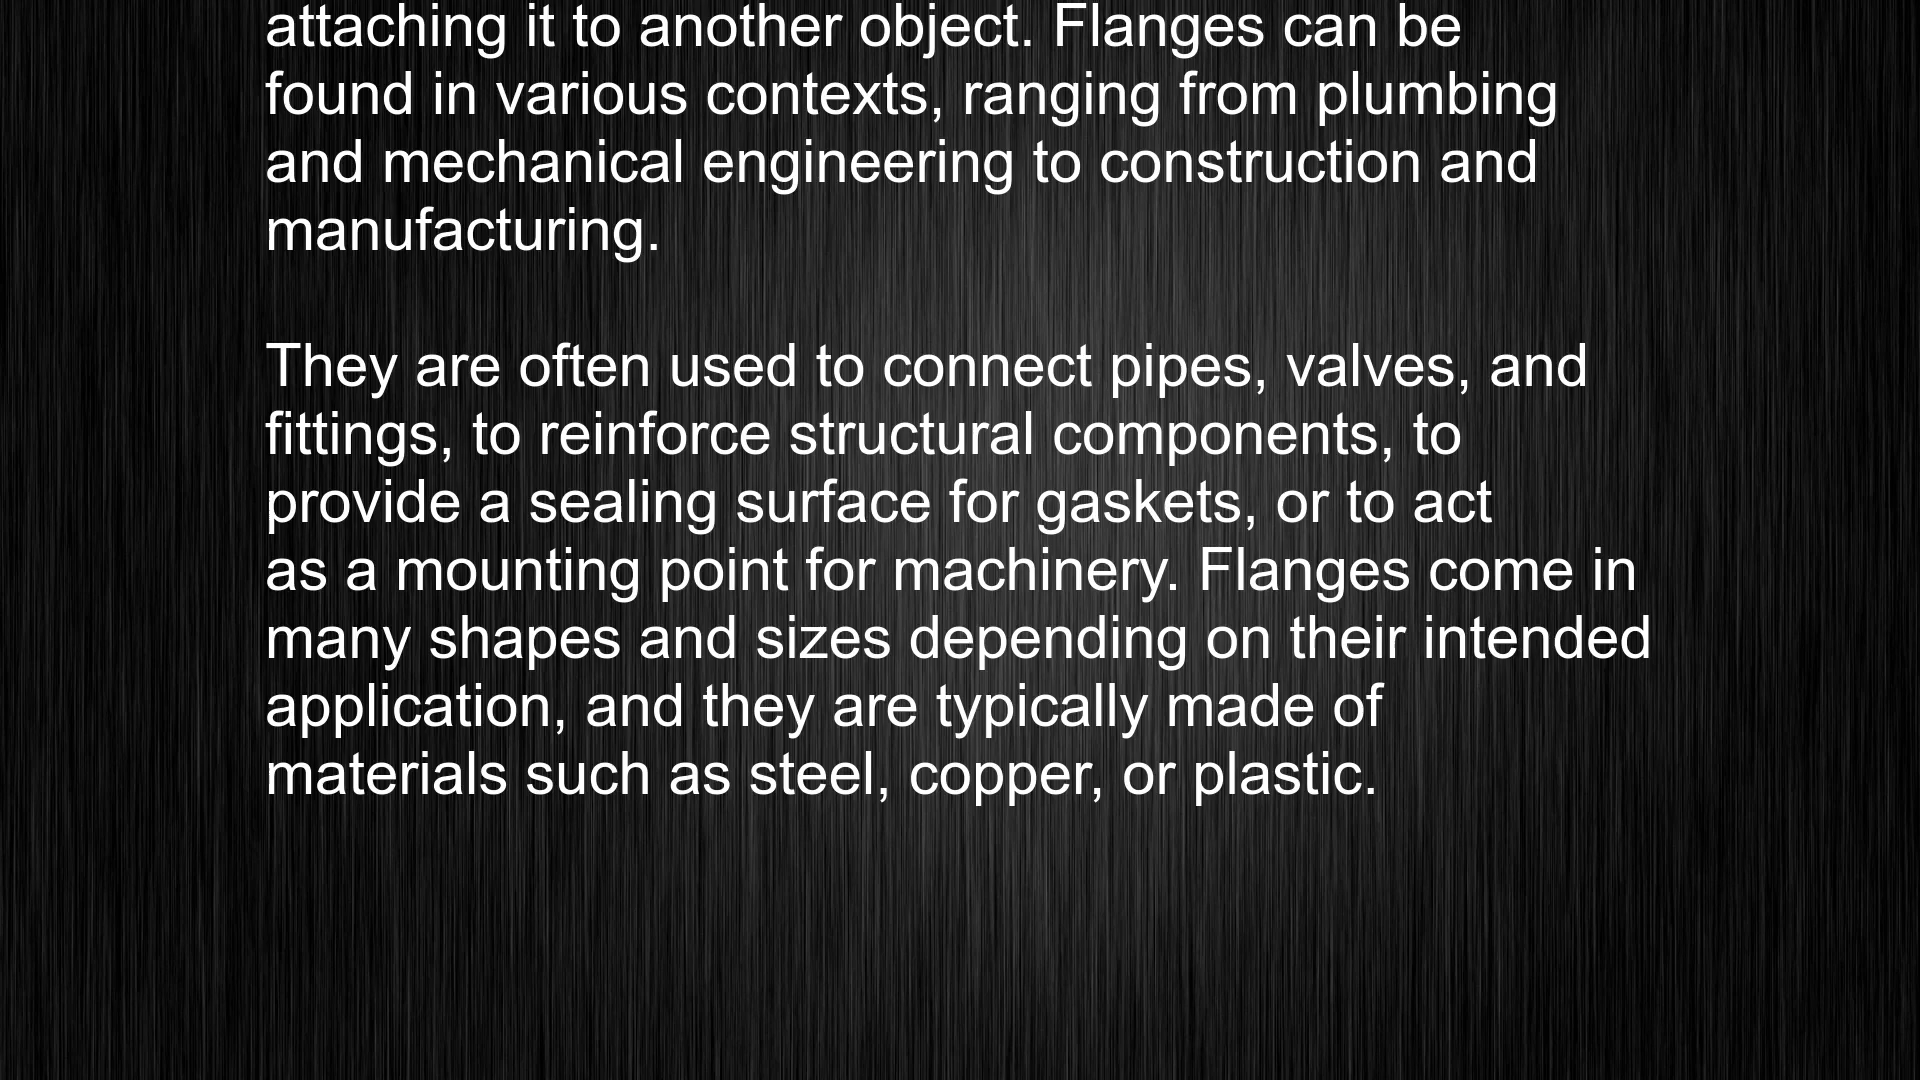 attaching it to another object. Flanges can be
found in various contexts, ranging from plumbing
and mechanical engineering to construction and
manufacturing.
They are often used to connect pipes, valves, and
fittings, to reinforce structural components, to
provide a sealing surface for gaskets, or to act
as a mounting point for machinery. Flanges come in
many shapes and sizes depending on their intended
application, and they are typically made of
materials such as steel, copper, or plastic.